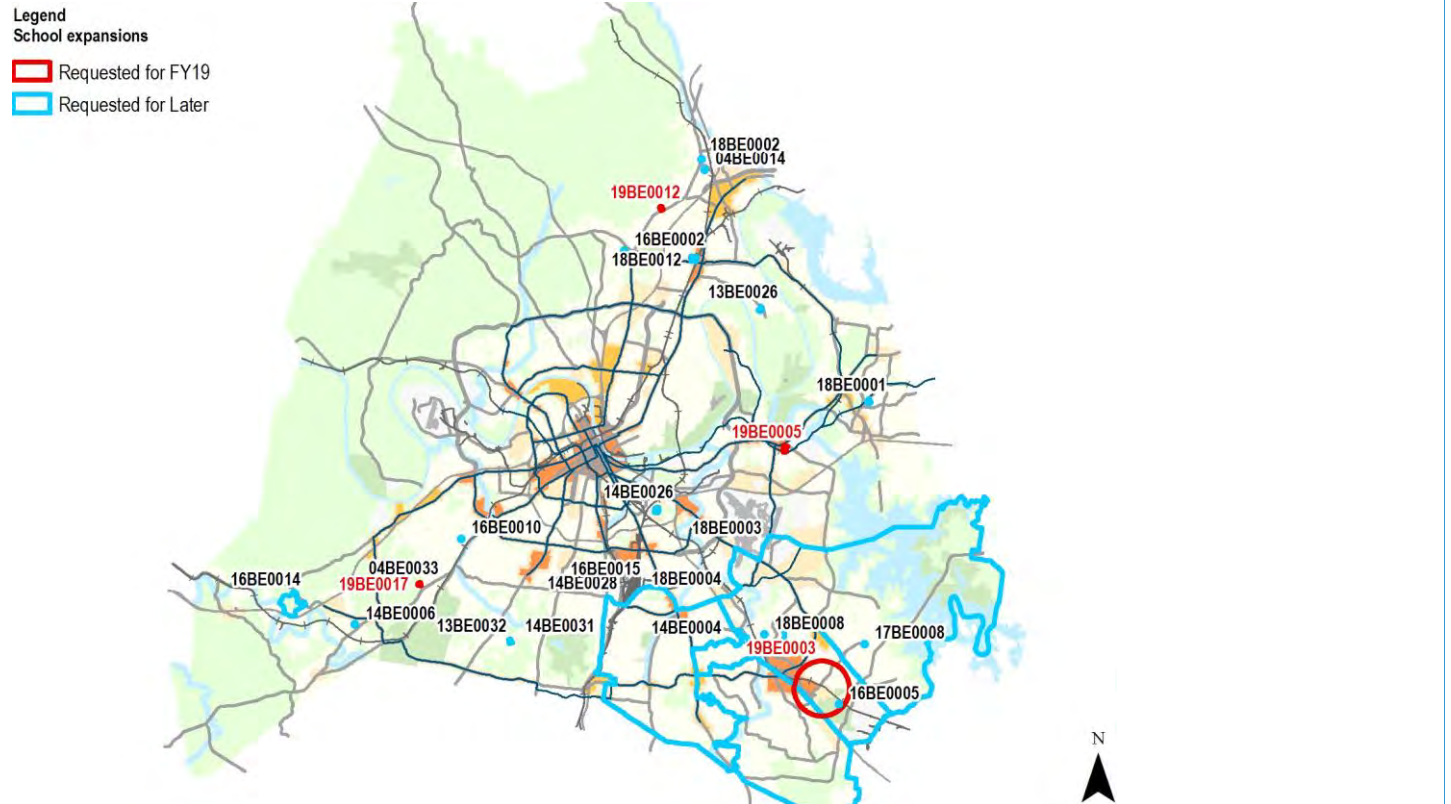 Legend
School expansions
Requested for FY19
Requested for Later
18BE0002
04BE0014
19BE0012
16BE0002
18BE0012
13BE0026
18BE0001
19BE0005
14BE0026
18BE0003
16BE0010
16BE0014
04BE0033
19BE0017
16BE0015
14BE0028
18BE0004
14BE0006
13BE0032
14BE0031
14BE0004
18BE0008
17BE0008
19BE0003
16BE0005
N